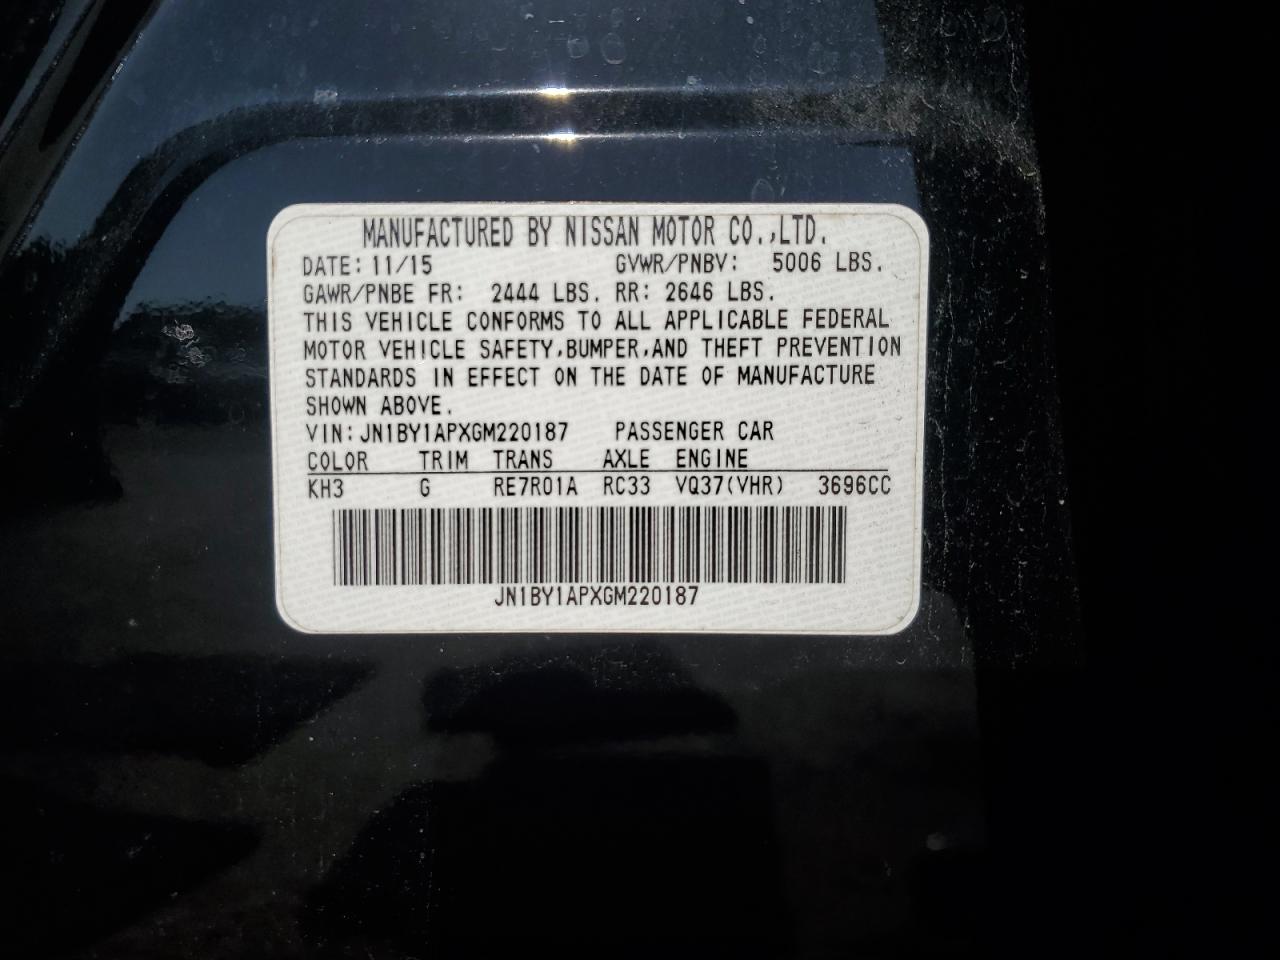 MANUFACTURED BY NISSAN MOTOR CO.,LTD.
DATE: 11/15 GVWR/PNBV: 5006 LBS.
GAWR/PNBE FR: 2444 LBS. RR: 2646 LBS.
THIS VEHICLE CONFORMS TO ALL APPLICABLE FEDERAL
MOTOR VEHICLE SAFETY,BUMPER,AND THEFT PREVENTION
STANDARDS IN EFFECT ON THE DATE OF MANUFACTURE
SHOWN ABOVE.
VIN: JN1BY1APXGM220187 PASSENGER CAR
COLOR TRIM TRANS AXLE ENGINE
KH3 G RE7R01A RC33 VQ37(VHR) 3696CC
JN1BY1APXGM220187